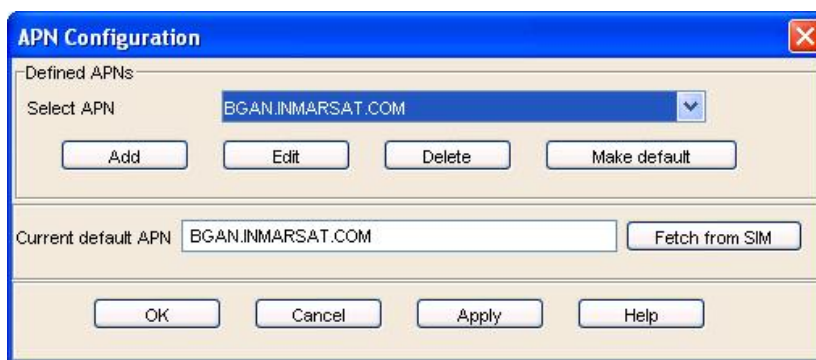 APN Configuration
Defined APNs
Select APN BGAN.INMARSAT.COM
Add Edit Delete Make default
Current default APN BGAN.INMARSAT.COM Fetch from SIM
OK Cancel Apply Help